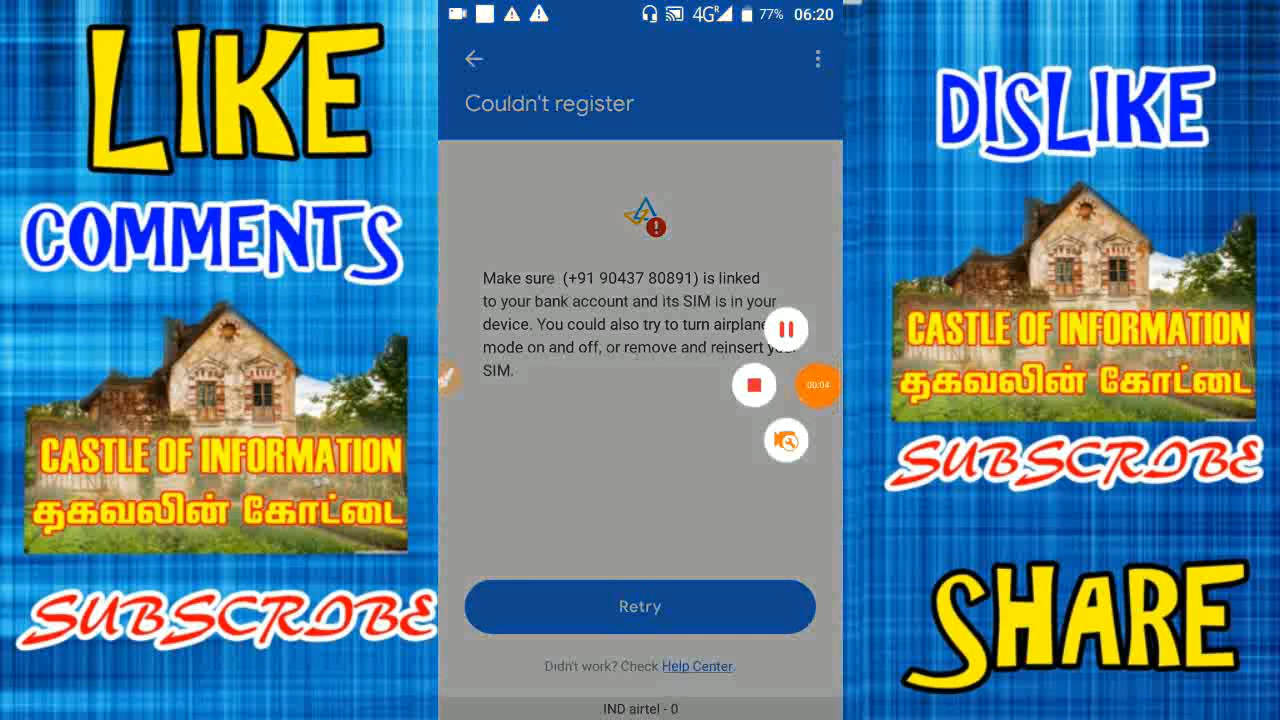 LIKE
COMMENTS
CASTLE OF INFORMATION
தகவலின் கோட்டை
SUBSCRIBE
77% 06:20
4G R
Couldn't register
Make sure (+91 90437 80891) is linked
to your bank account and its SIM is in your
device. You could also try to turn airplane
mode on and off, or remove and reinsert your
SIM.
00:04
Retry
Didn't work? Check Help Center.
IND airtel - 0
DISLIKE
CASTLE OF INFORMATION
தகவலின் கோட்டை
SUBSCRIBE
SHARE